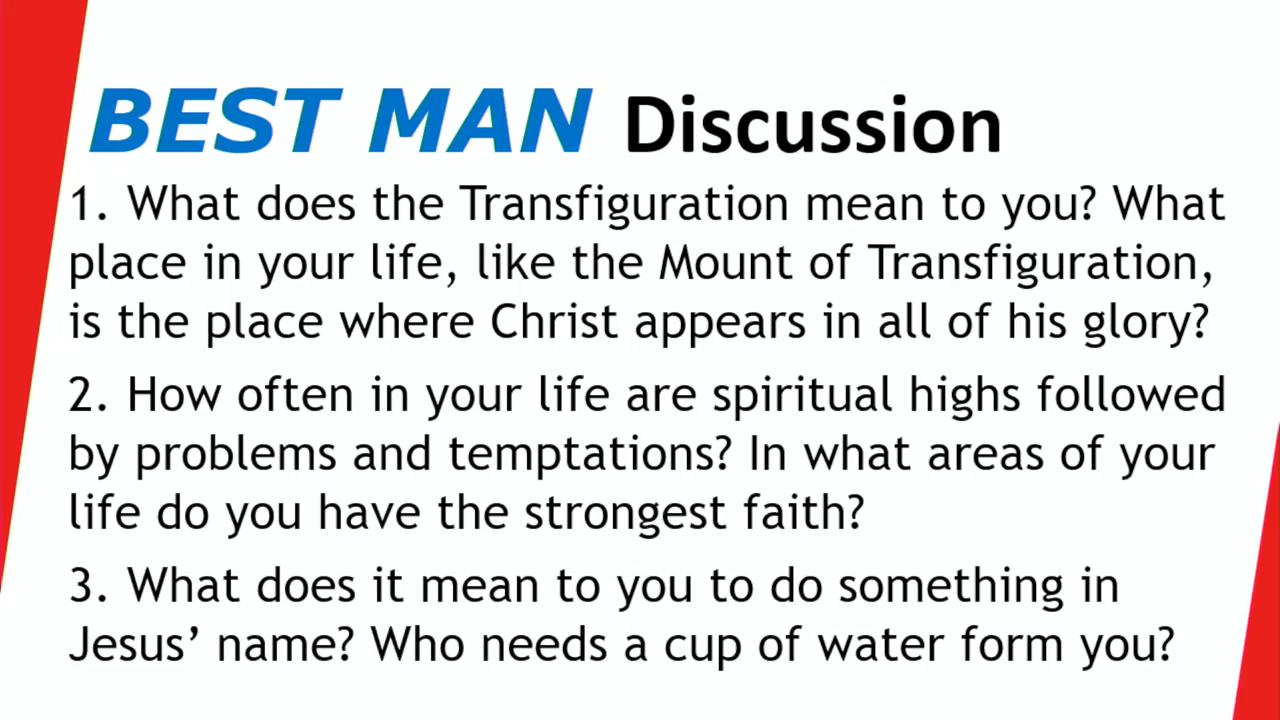 BEST MAN Discussion
1. What does the Transfiguration mean to you? What
place in your life, like the Mount of Transfiguration,
is the place where Christ appears in all of his glory?
2. How often in your life are spiritual highs followed
by problems and temptations? In what areas of your
life do you have the strongest faith?
3. What does it mean to you to do something in
Jesus’ name? Who needs a cup of water form you?